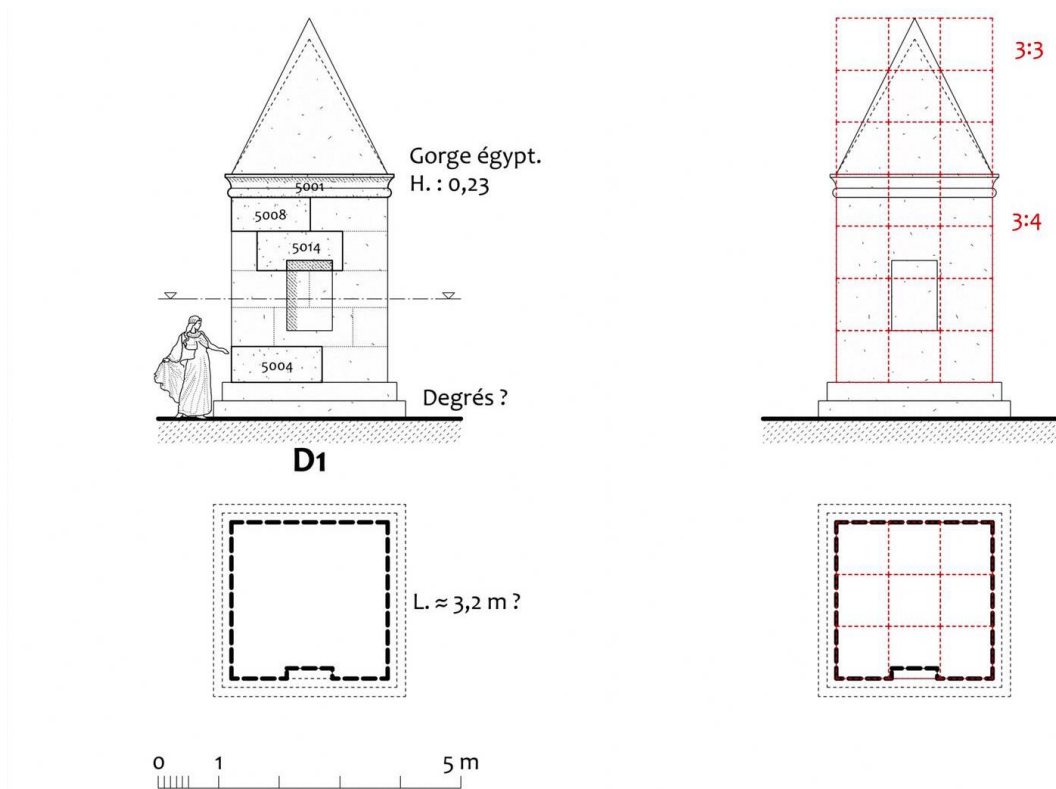 3:3
Gorge égypt.
H. : 0,23
5001
5008
3:4
5014
5004
Degrés ?
D1
L. ≈ 3,2 m ?
0 1 5 m